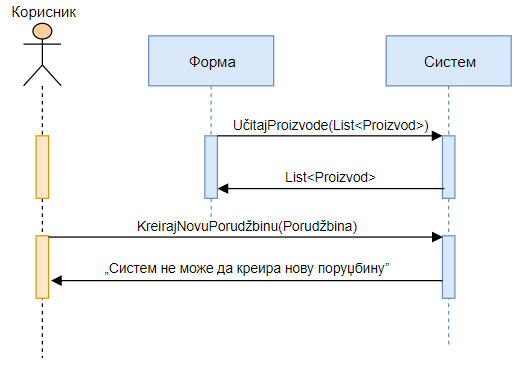 Корисник
Форма
Систем
UčitajProizvode(List<Proizvod>)
List<Proizvod>
KreirajNovuPorudžbinu(Porudžbina)
„Систем не може да креира нову поруџбину”